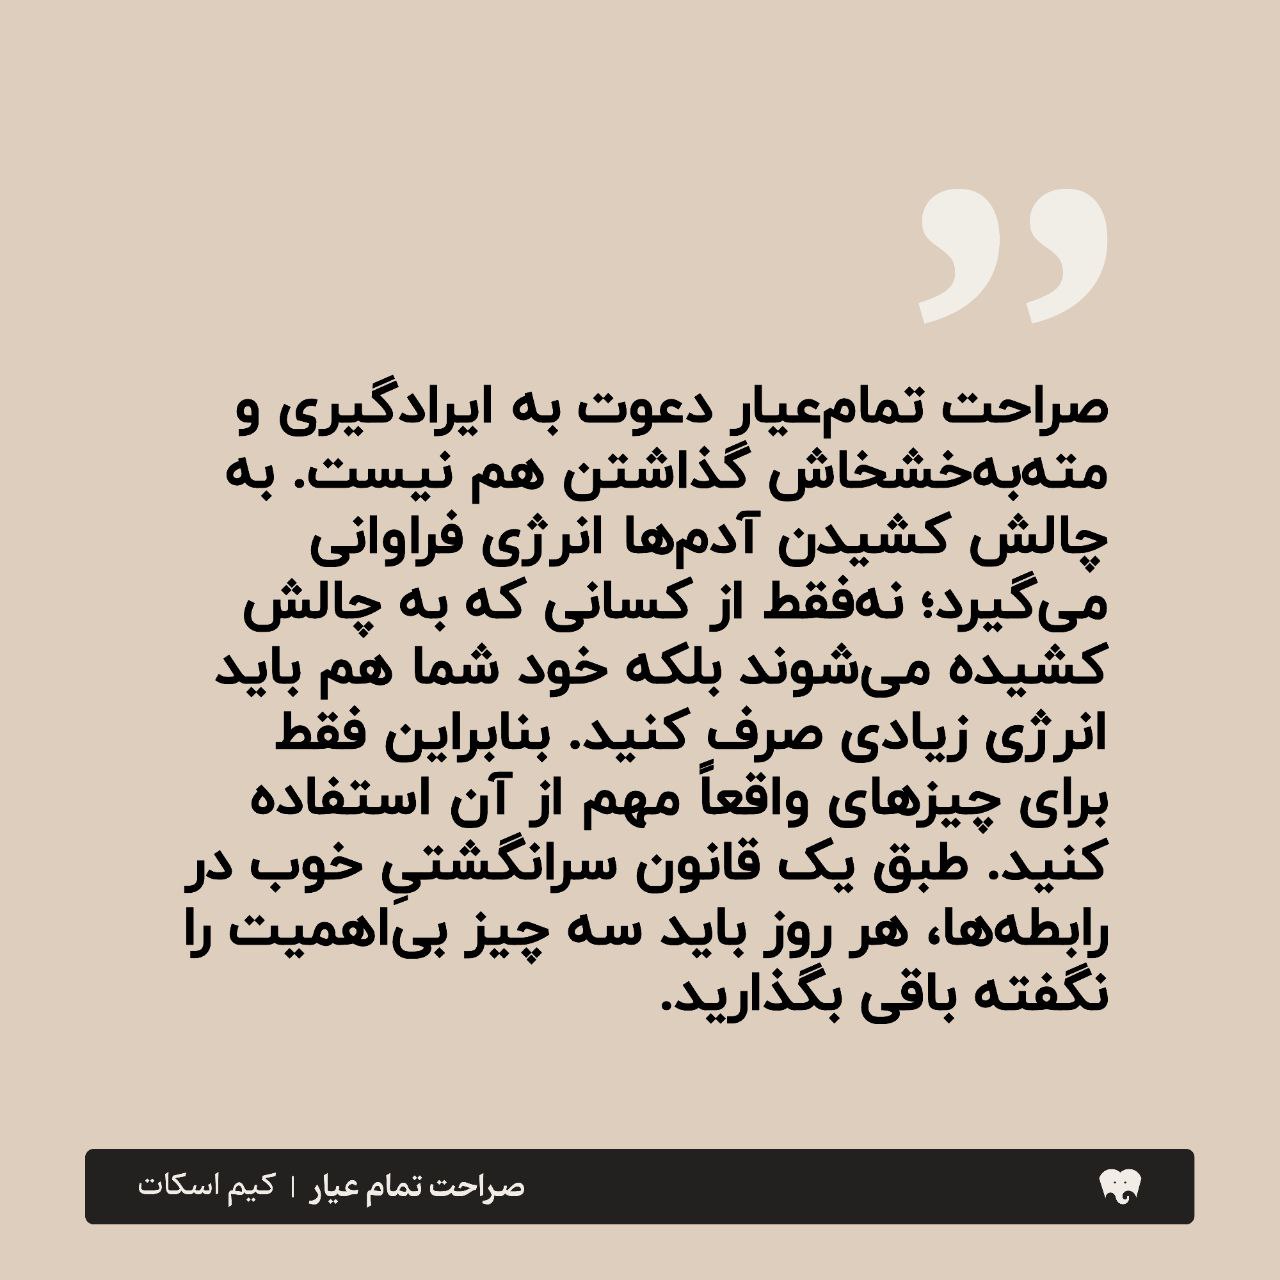 ”
صراحت تمام‌عیار دعوت به ایرادگیری و
مته‌به‌خشخاش گذاشتن هم نیست. به
چالش کشیدن آدم‌ها انرژی فراوانی
می‌گیرد؛ نه‌فقط از کسانی که به چالش
کشیده می‌شوند بلکه خود شما هم باید
انرژی زیادی صرف کنید. بنابراین فقط
برای چیزهای واقعاً مهم از آن استفاده
کنید. طبق یک قانون سرانگشتیِ خوب در
رابطه‌ها، هر روز باید سه چیز بی‌اهمیت را
نگفته باقی بگذارید.
صراحت تمام عیار | کیم اسکات